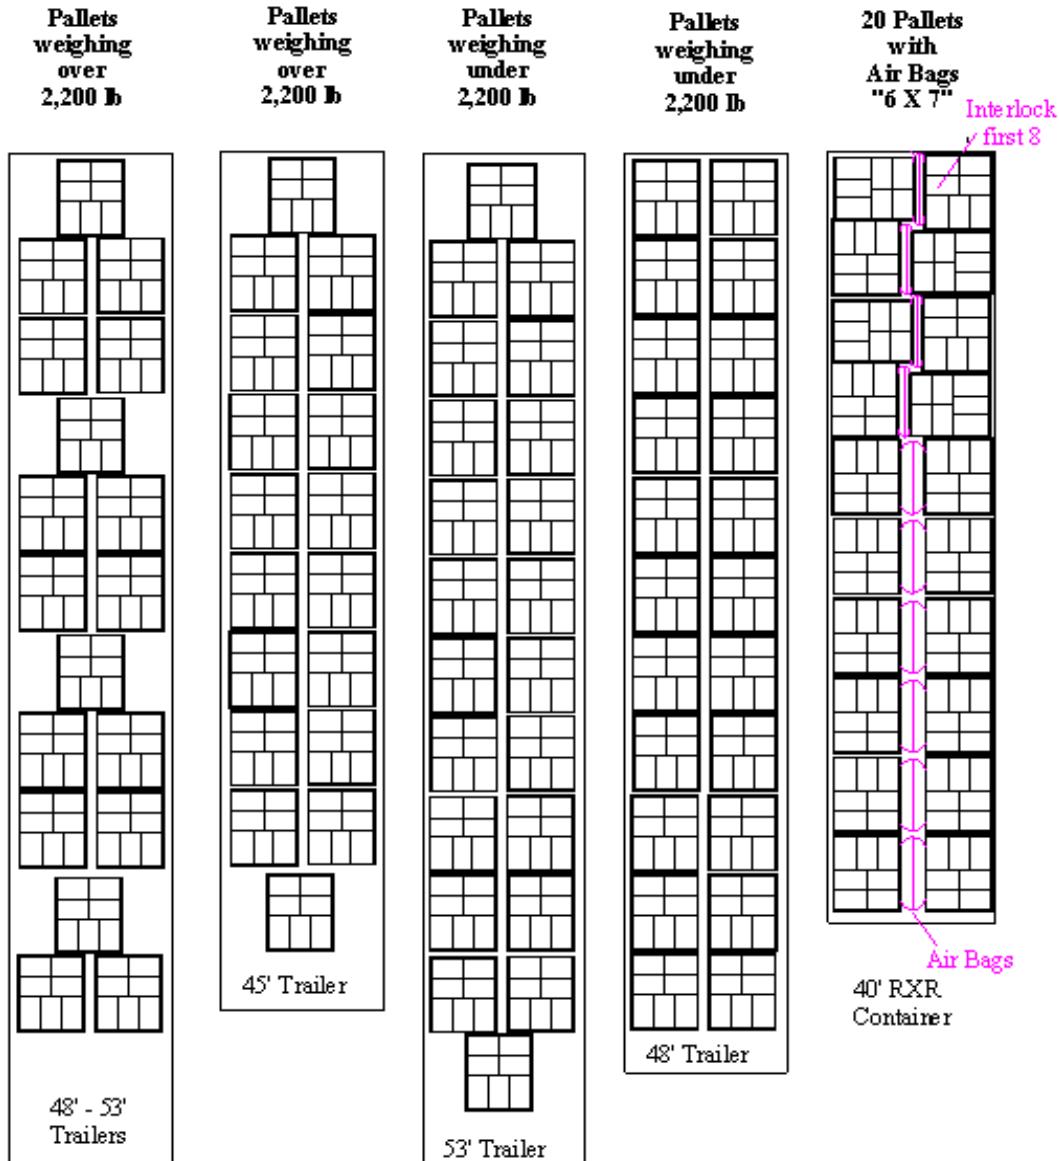 Pallets
weighing
over
2,200 lb
Pallets
weighing
over
2,200 lb
Pallets
weighing
under
2,200 lb
Pallets
weighing
under
2,200 lb
20 Pallets
with
Air Bags
"6 X 7"
Interlock
first 8
48' - 53'
Trailers
45' Trailer
53' Trailer
48' Trailer
Air Bags
40' RXR
Container